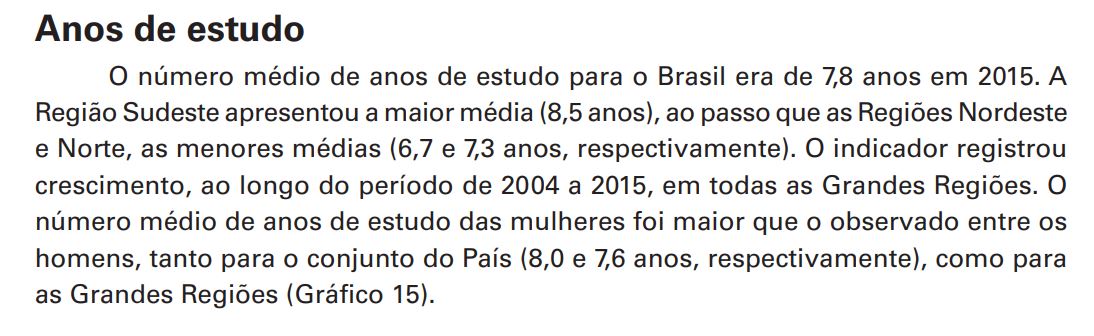 Anos de estudo
O número médio de anos de estudo para o Brasil era de 7,8 anos em 2015. A
Região Sudeste apresentou a maior média (8,5 anos), ao passo que as Regiões Nordeste
e Norte, as menores médias (6,7 e 7,3 anos, respectivamente). O indicador registrou
crescimento, ao longo do período de 2004 a 2015, em todas as Grandes Regiões. O
número médio de anos de estudo das mulheres foi maior que o observado entre os
homens, tanto para o conjunto do País (8,0 e 7,6 anos, respectivamente), como para
as Grandes Regiões (Gráfico 15).